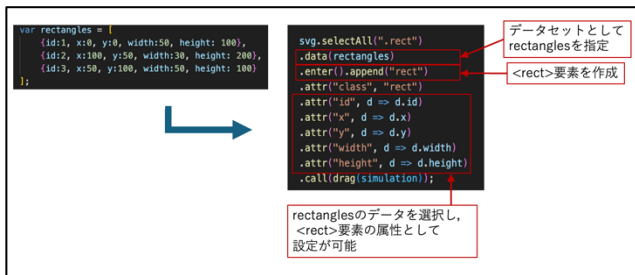 var rectangles = [
{id:1, x:0, y:0, width:50, height: 100},
{id:2, x:100, y:50, width:30, height: 200},
{id:3, x:50, y:100, width:50, height: 100}
];
svg.selectAll(".rect")
.data(rectangles)
.enter().append("rect")
.attr("class", "rect")
.attr("id", d => d.id)
.attr("x", d => d.x)
.attr("y", d => d.y)
.attr("width", d => d.width)
.attr("height", d => d.height)
.call(drag(simulation));
データセットとして
rectanglesを指定
<rect>要素を作成
rectanglesのデータを選択し,
<rect>要素の属性として
設定が可能